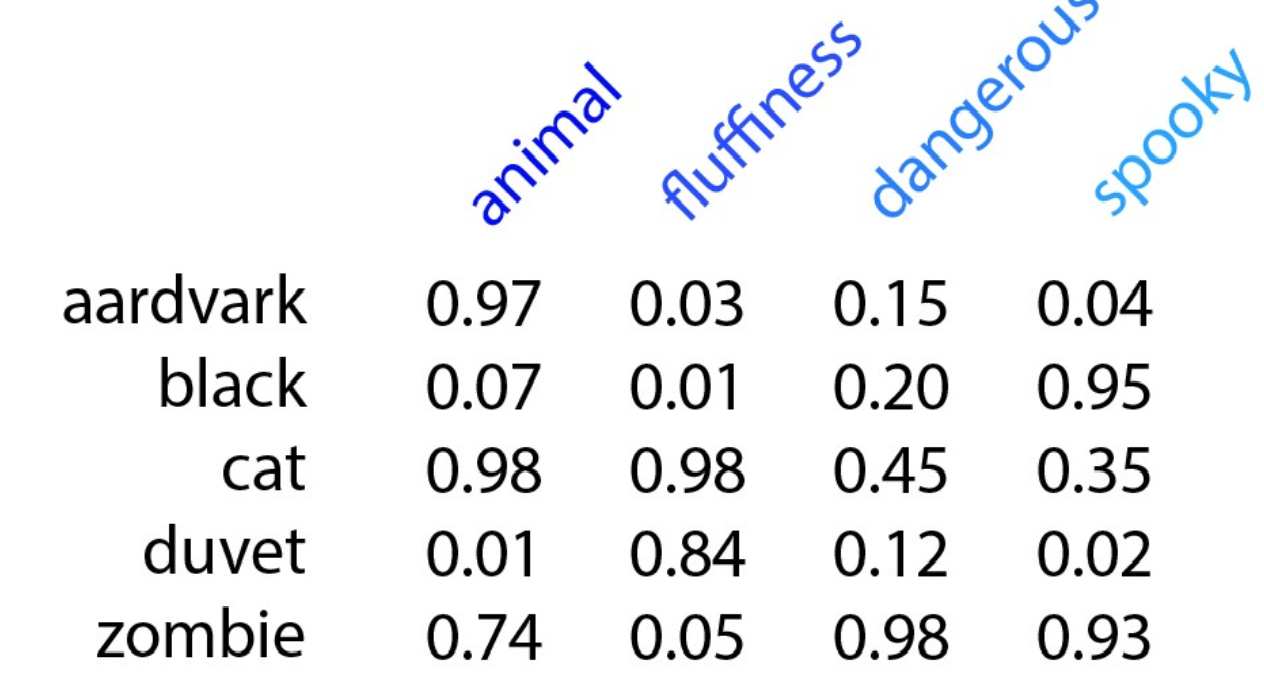 animal fluffiness dangerous spooky
aardvark 0.97 0.03 0.15 0.04
black 0.07 0.01 0.20 0.95
cat 0.98 0.98 0.45 0.35
duvet 0.01 0.84 0.12 0.02
zombie 0.74 0.05 0.98 0.93